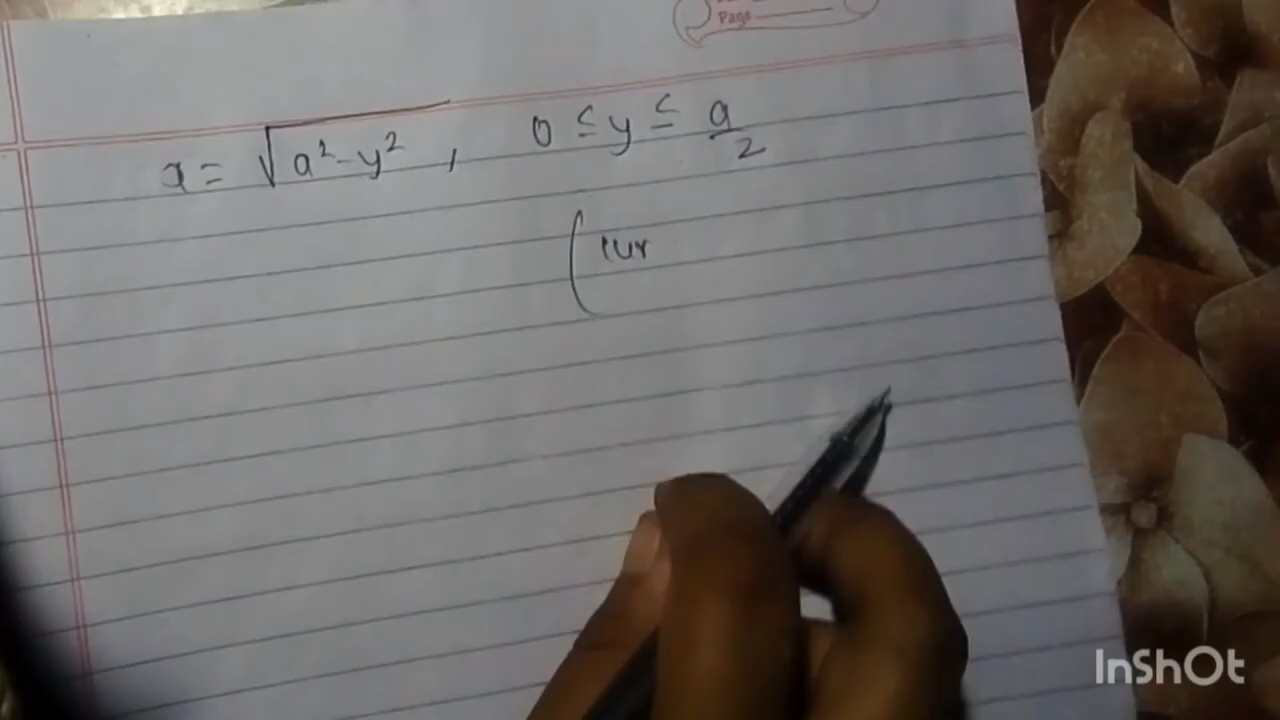 Page
x = √a²-y² , 0 ≤ y ≤ a/2
( cur
InShOt